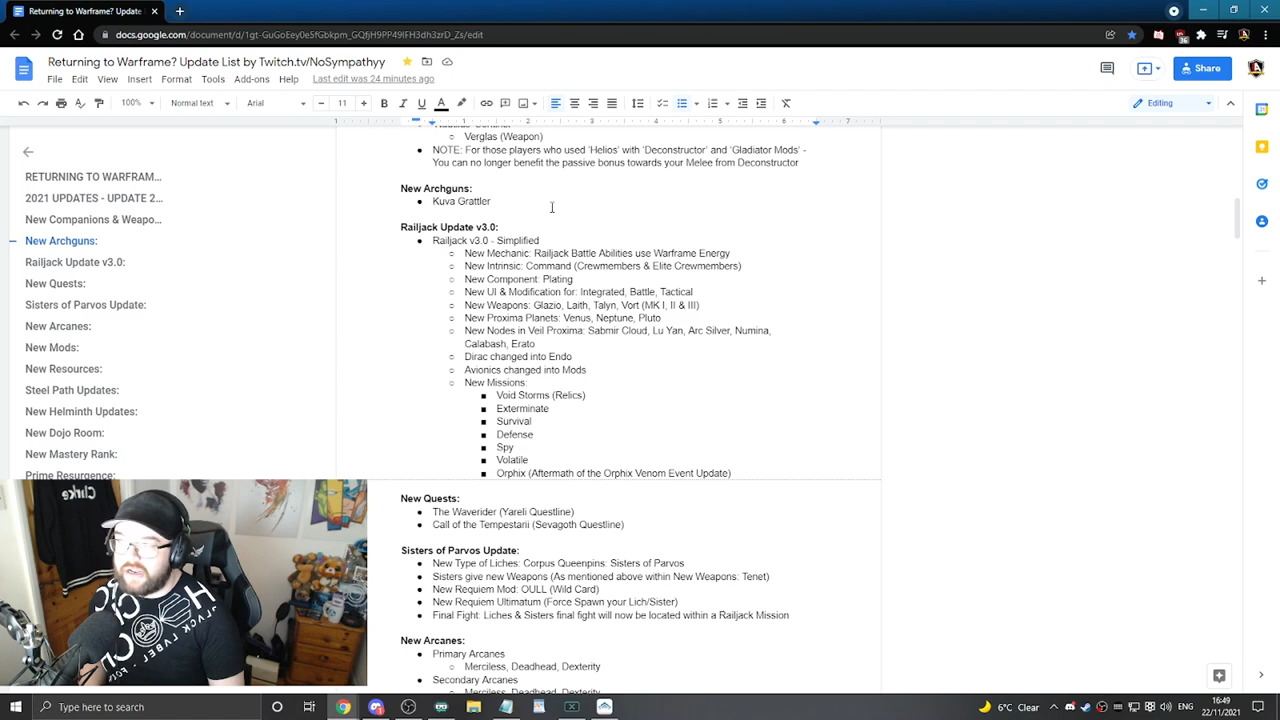 Returning to Warframe? Update List
docs.google.com/document/d/1gt-GuGoEey0e5fGbkpm_GQfjH9PP49IFH3dh3zrD_Zs/edit
Returning to Warframe? Update List by Twitch.tv/NoSympathyy
File Edit View Insert Format Tools Add-ons Help Last edit was 24 minutes ago
Share
100% Normal text Arial 11 Editing
1 1 2 3 4 5 6 7
RETURNING TO WARFRAM...
2021 UPDATES - UPDATE 2...
New Companions & Weapo...
New Archguns:
Railjack Update v3.0:
New Quests:
Sisters of Parvos Update:
New Arcanes:
New Mods:
New Resources:
Steel Path Updates:
New Helminth Updates:
New Dojo Room:
New Mastery Rank:
Prime Resurgence:
Verglas (Weapon)
NOTE: For those players who used 'Helios' with 'Deconstructor' and 'Gladiator Mods' -
You can no longer benefit the passive bonus towards your Melee from Deconstructor
New Archguns:
Kuva Grattler
Railjack Update v3.0:
Railjack v3.0 - Simplified
New Mechanic: Railjack Battle Abilities use Warframe Energy
New Intrinsic: Command (Crewmembers & Elite Crewmembers)
New Component: Plating
New UI & Modification for: Integrated, Battle, Tactical
New Weapons: Glazio, Laith, Talyn, Vort (MK I, II & III)
New Proxima Planets: Venus, Neptune, Pluto
New Nodes in Veil Proxima: Sabmir Cloud, Lu Yan, Arc Silver, Numina,
Calabash, Erato
Dirac changed into Endo
Avionics changed into Mods
New Missions:
Void Storms (Relics)
Exterminate
Survival
Defense
Spy
Volatile
Orphix (Aftermath of the Orphix Venom Event Update)
New Quests:
The Waverider (Yareli Questline)
Call of the Tempestarii (Sevagoth Questline)
Sisters of Parvos Update:
New Type of Liches: Corpus Queenpins: Sisters of Parvos
Sisters give new Weapons (As mentioned above within New Weapons: Tenet)
New Requiem Mod: OULL (Wild Card)
New Requiem Ultimatum (Force Spawn your Lich/Sister)
Final Fight: Liches & Sisters final fight will now be located within a Railjack Mission
New Arcanes:
Primary Arcanes
Merciless, Deadhead, Dexterity
Secondary Arcanes
Merciless, Deadhead, Dexterity
Clarke
BLACK LABEL
Type here to search
6°C Clear
16:49
22/11/2021